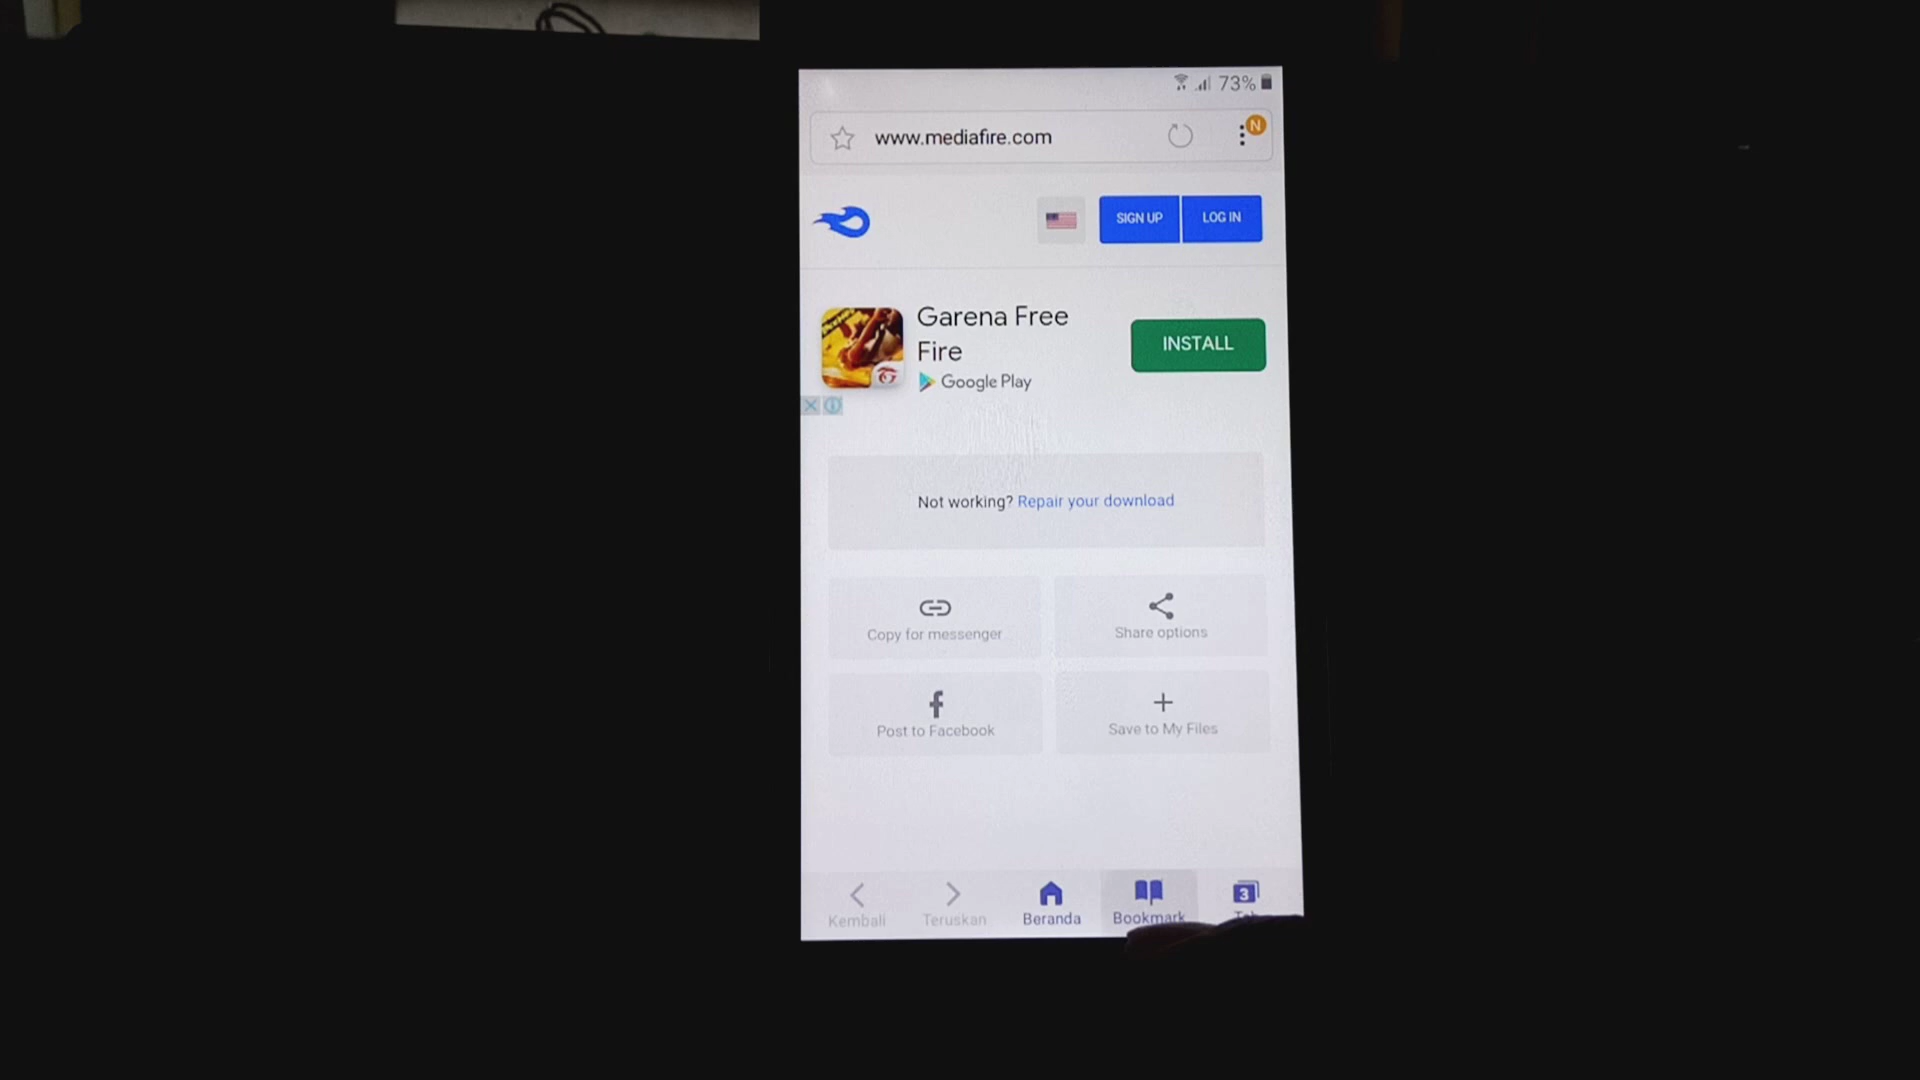 73%
www.mediafire.com
N
SIGN UP
LOG IN
Garena Free
Fire
INSTALL
Google Play
Not working? Repair your download
Copy for messenger
Share options
Post to Facebook
Save to My Files
3
Kembali
Teruskan
Beranda
Bookmark